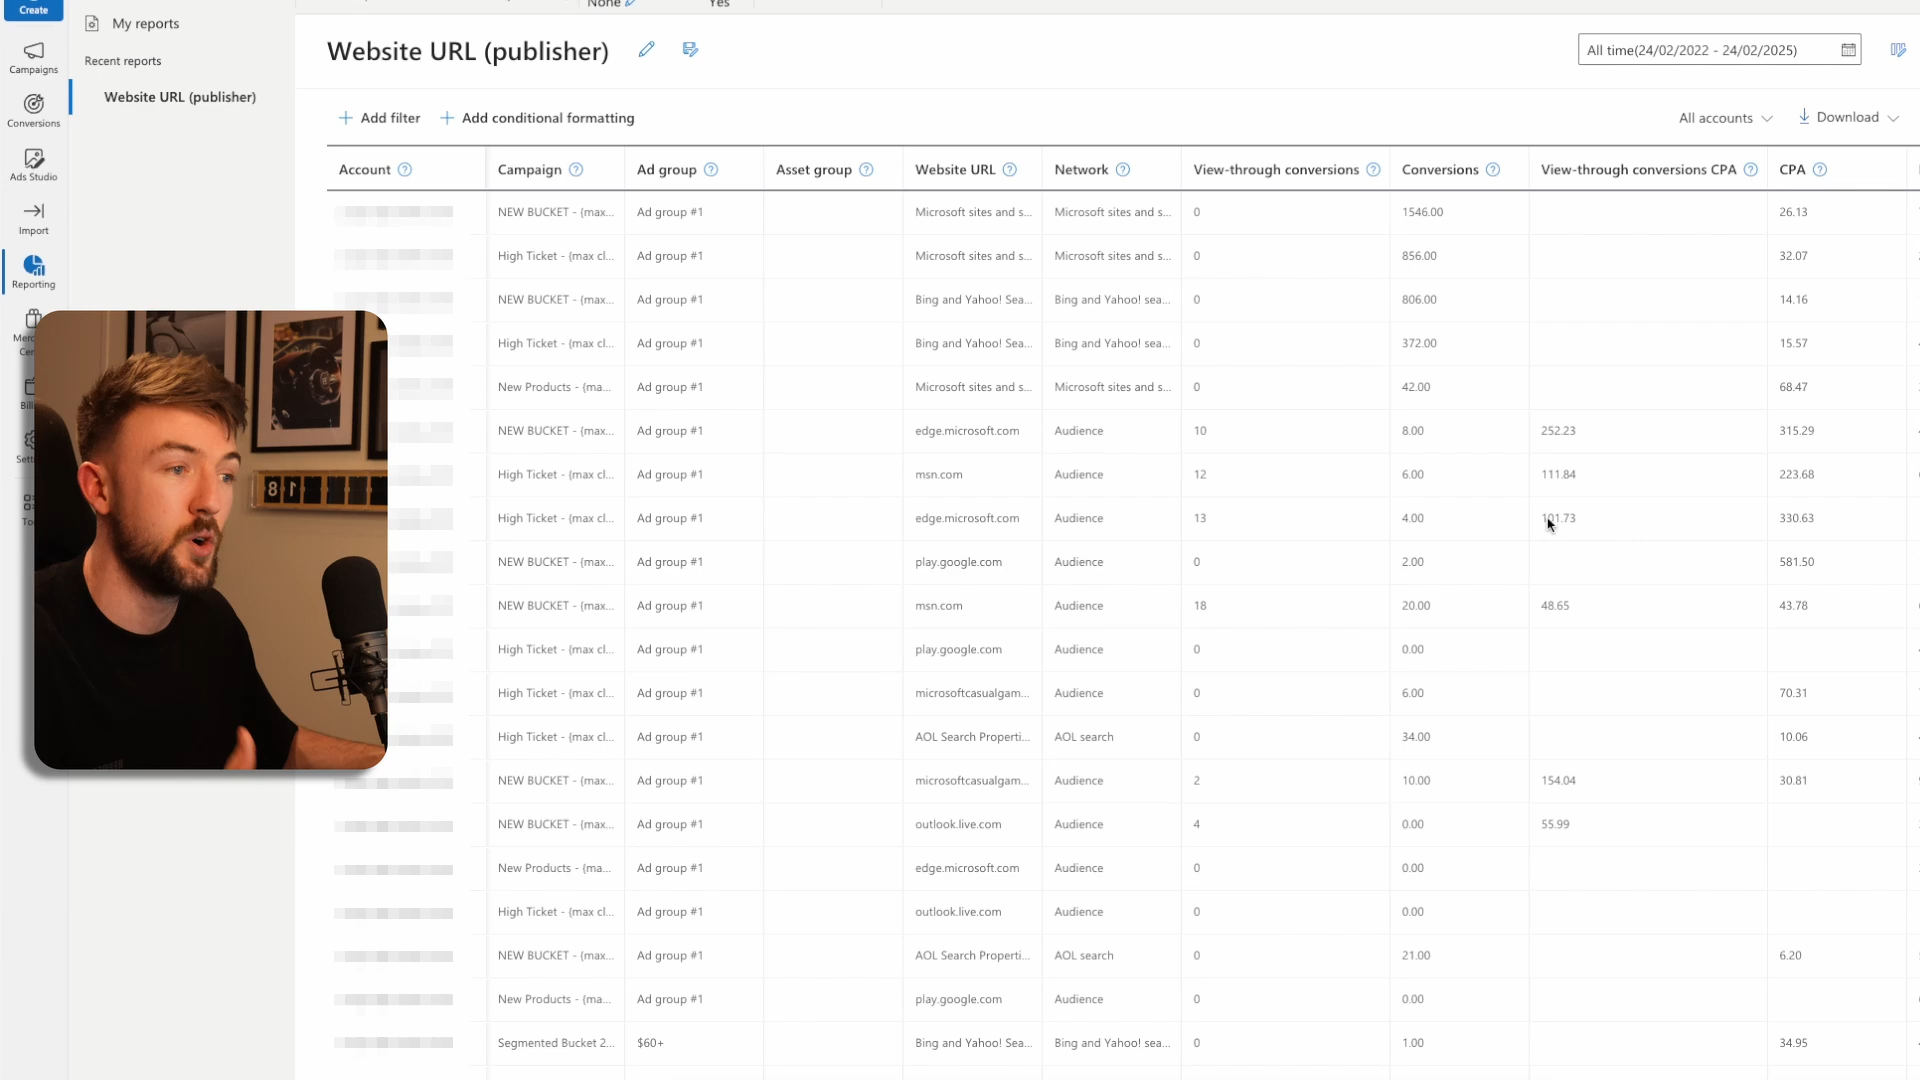 Create
My reports
None
Yes
Campaigns
Recent reports
Website URL (publisher)
Website URL (publisher)
All time(24/02/2022 - 24/02/2025)
Conversions
Add filter
Add conditional formatting
All accounts
Download
Ads Studio
Import
Reporting
Account Campaign Ad group Asset group Website URL Network View-through conversions Conversions View-through conversions CPA CPA
NEW BUCKET - (max... Ad group #1 Microsoft sites and s... Microsoft sites and s... 0 1546.00 26.13
High Ticket - (max cl... Ad group #1 Microsoft sites and s... Microsoft sites and s... 0 856.00 32.07
NEW BUCKET - (max... Ad group #1 Bing and Yahoo! Sea... Bing and Yahoo! sea... 0 806.00 14.16
High Ticket - (max cl... Ad group #1 Bing and Yahoo! Sea... Bing and Yahoo! sea... 0 372.00 15.57
New Products - (ma... Ad group #1 Microsoft sites and s... Microsoft sites and s... 0 42.00 68.47
NEW BUCKET - (max... Ad group #1 edge.microsoft.com Audience 10 8.00 252.23 315.29
High Ticket - (max cl... Ad group #1 msn.com Audience 12 6.00 111.84 223.68
High Ticket - (max cl... Ad group #1 edge.microsoft.com Audience 13 4.00 101.73 330.63
NEW BUCKET - (max... Ad group #1 play.google.com Audience 0 2.00 581.50
NEW BUCKET - (max... Ad group #1 msn.com Audience 18 20.00 48.65 43.78
High Ticket - (max cl... Ad group #1 play.google.com Audience 0 0.00
High Ticket - (max cl... Ad group #1 microsoftcasualgam... Audience 0 6.00 70.31
High Ticket - (max cl... Ad group #1 AOL Search Properti... AOL search 0 34.00 10.06
NEW BUCKET - (max... Ad group #1 microsoftcasualgam... Audience 2 10.00 154.04 30.81
NEW BUCKET - (max... Ad group #1 outlook.live.com Audience 4 0.00 55.99
New Products - (ma... Ad group #1 edge.microsoft.com Audience 0 0.00
High Ticket - (max cl... Ad group #1 outlook.live.com Audience 0 0.00
NEW BUCKET - (max... Ad group #1 AOL Search Properti... AOL search 0 21.00 6.20
New Products - (ma... Ad group #1 play.google.com Audience 0 0.00
Segmented Bucket 2... $60+ Bing and Yahoo! Sea... Bing and Yahoo! sea... 0 1.00 34.95